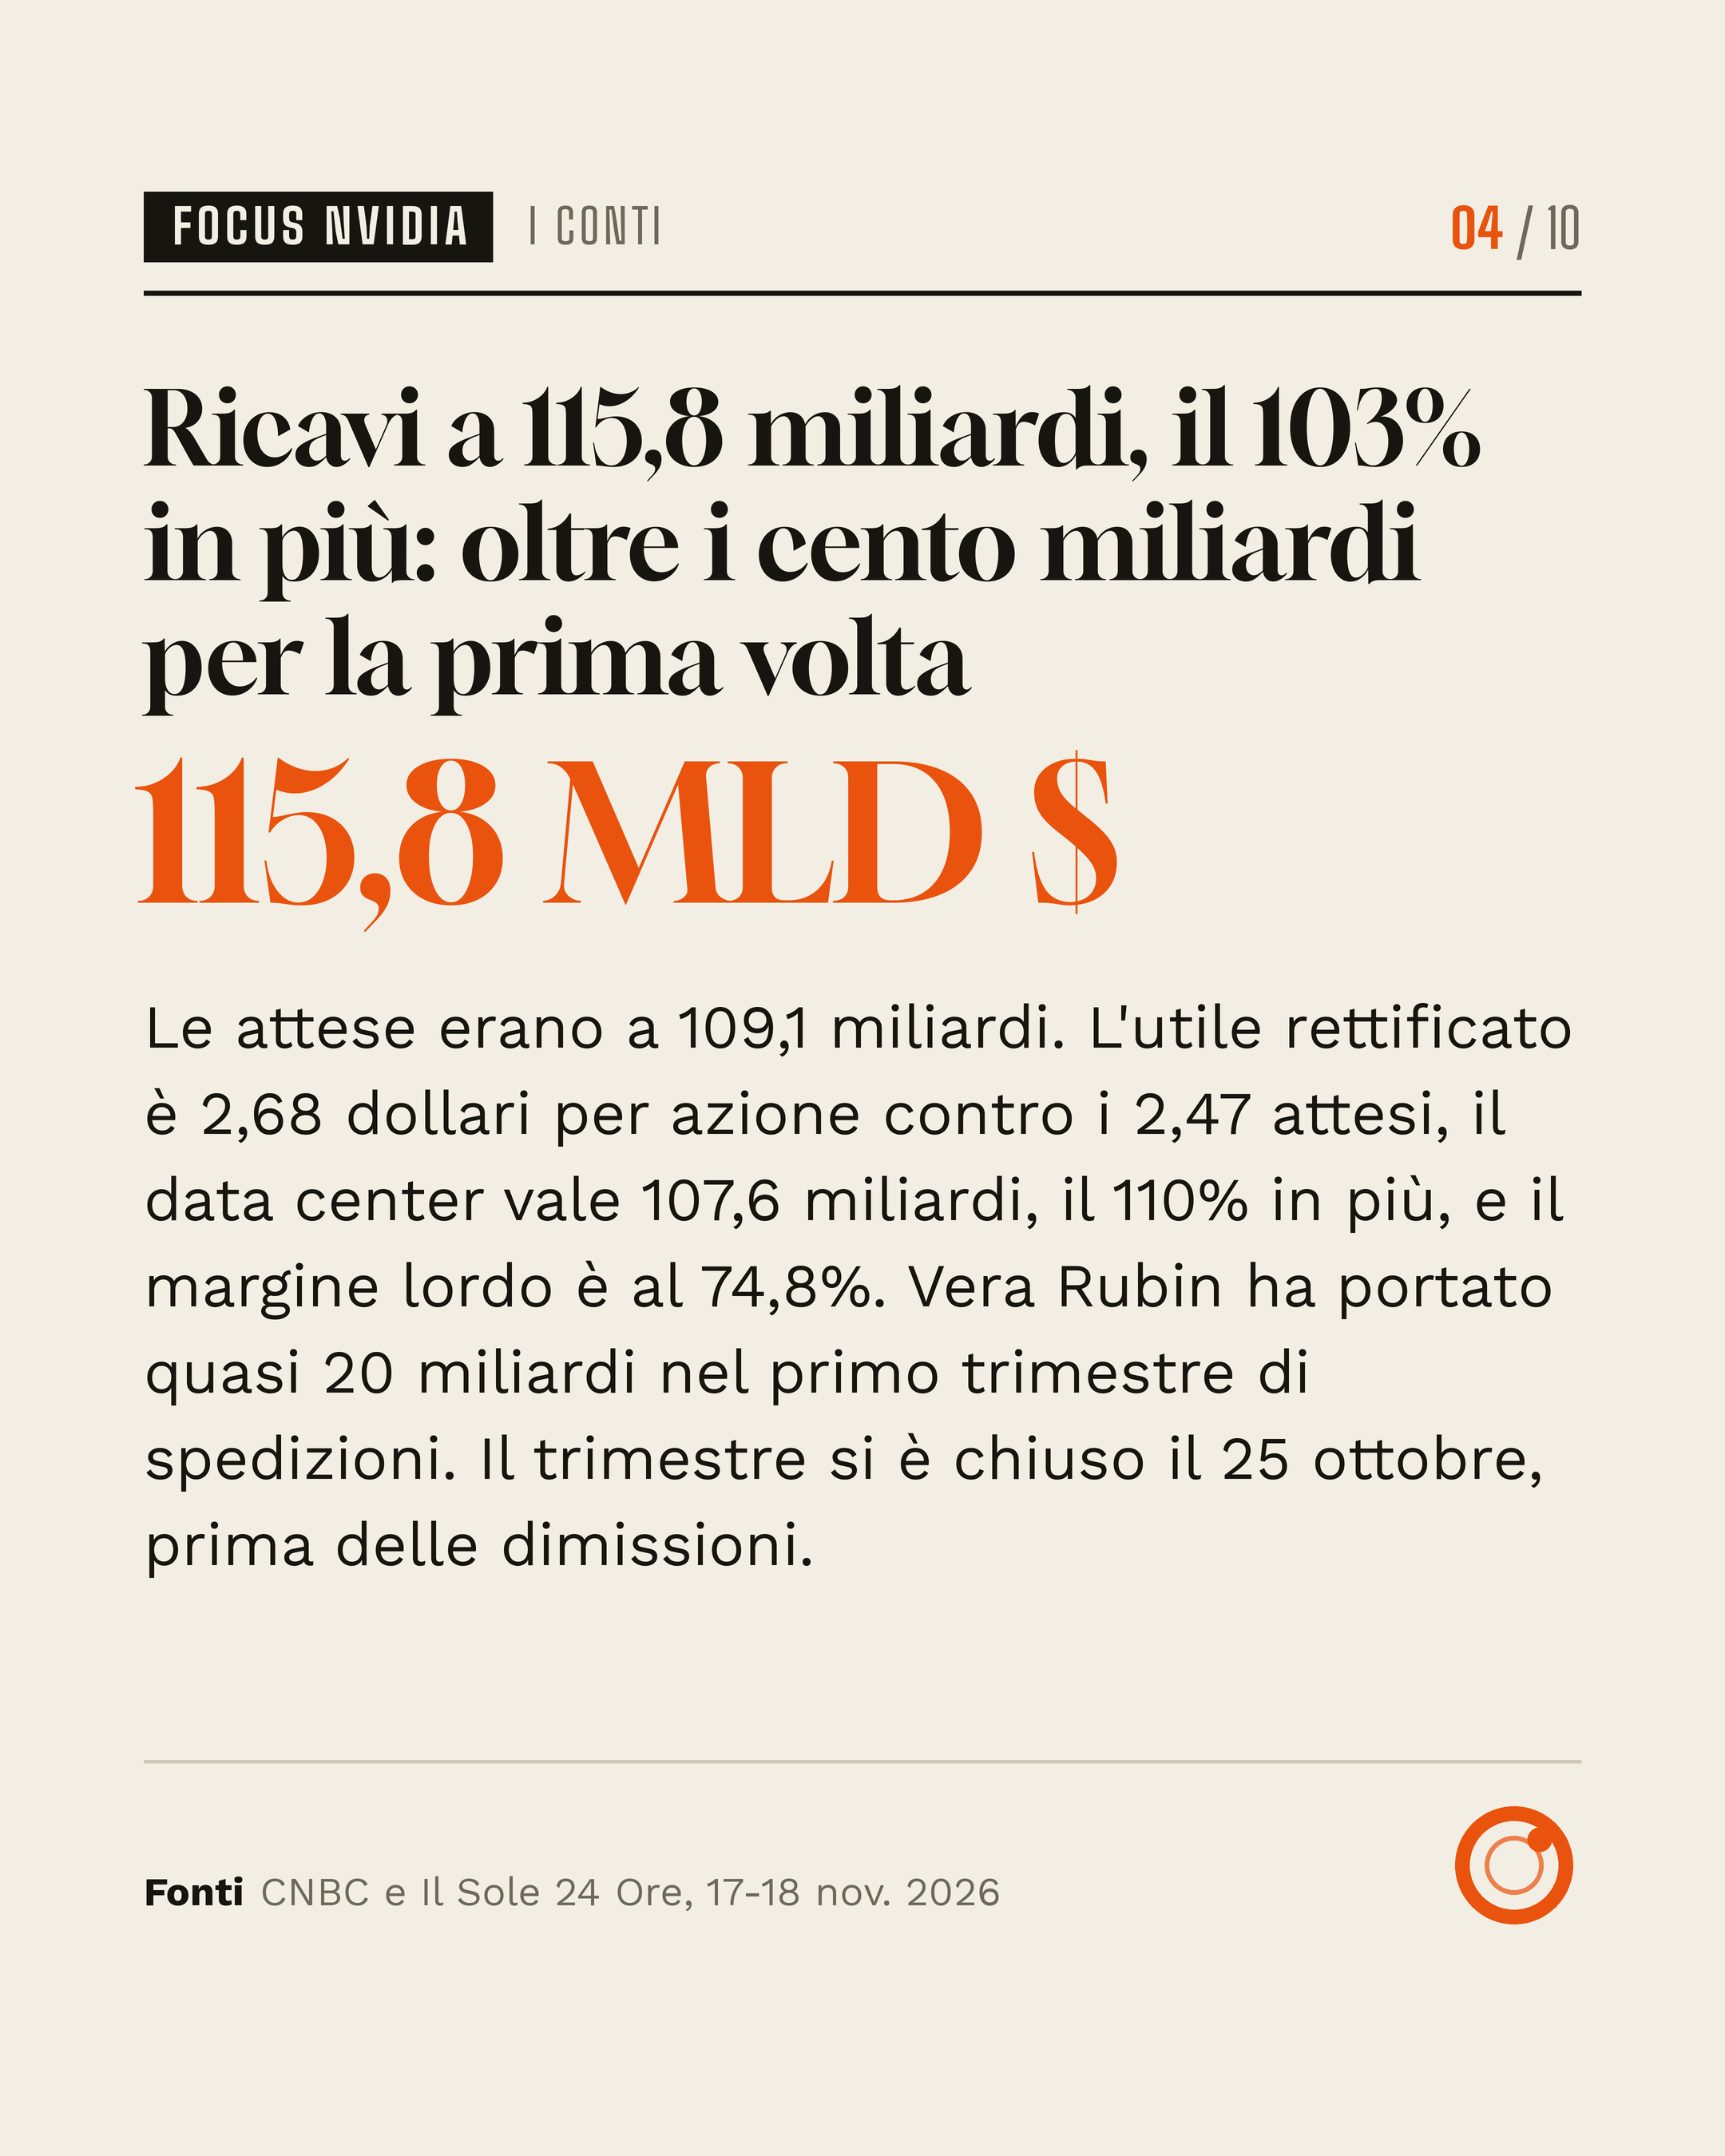 FOCUS NVIDIA I CONTI 04 / 10
Ricavi a 115,8 miliardi, il 103%
in più: oltre i cento miliardi
per la prima volta
115,8 MLD $
Le attese erano a 109,1 miliardi. L'utile rettificato
è 2,68 dollari per azione contro i 2,47 attesi, il
data center vale 107,6 miliardi, il 110% in più, e il
margine lordo è al 74,8%. Vera Rubin ha portato
quasi 20 miliardi nel primo trimestre di
spedizioni. Il trimestre si è chiuso il 25 ottobre,
prima delle dimissioni.
Fonti CNBC e Il Sole 24 Ore, 17-18 nov. 2026